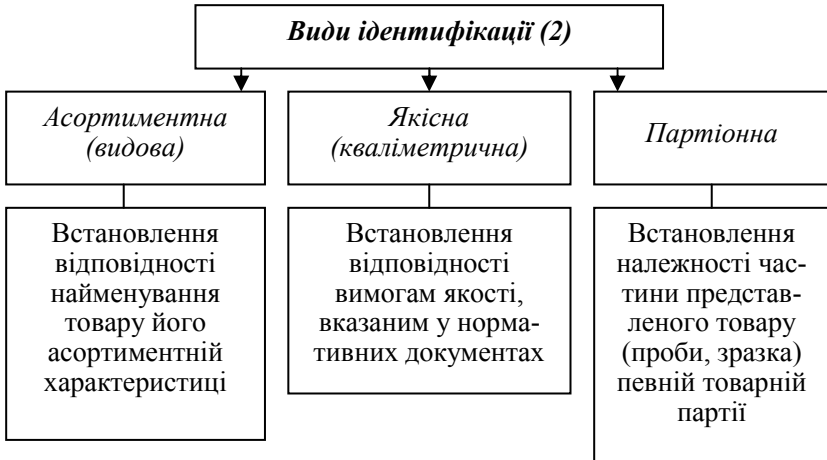 Види ідентифікації (2)
Асортиментна
(видова)
Якісна
(кваліметрична)
Партіонна
Встановлення
відповідності
найменування
товару його
асортиментній
характеристиці
Встановлення
відповідності
вимогам якості,
вказаним у норма-
тивних документах
Встановлення
належності час-
тини представ-
леного товару
(проби, зразка)
певній товарній
партії